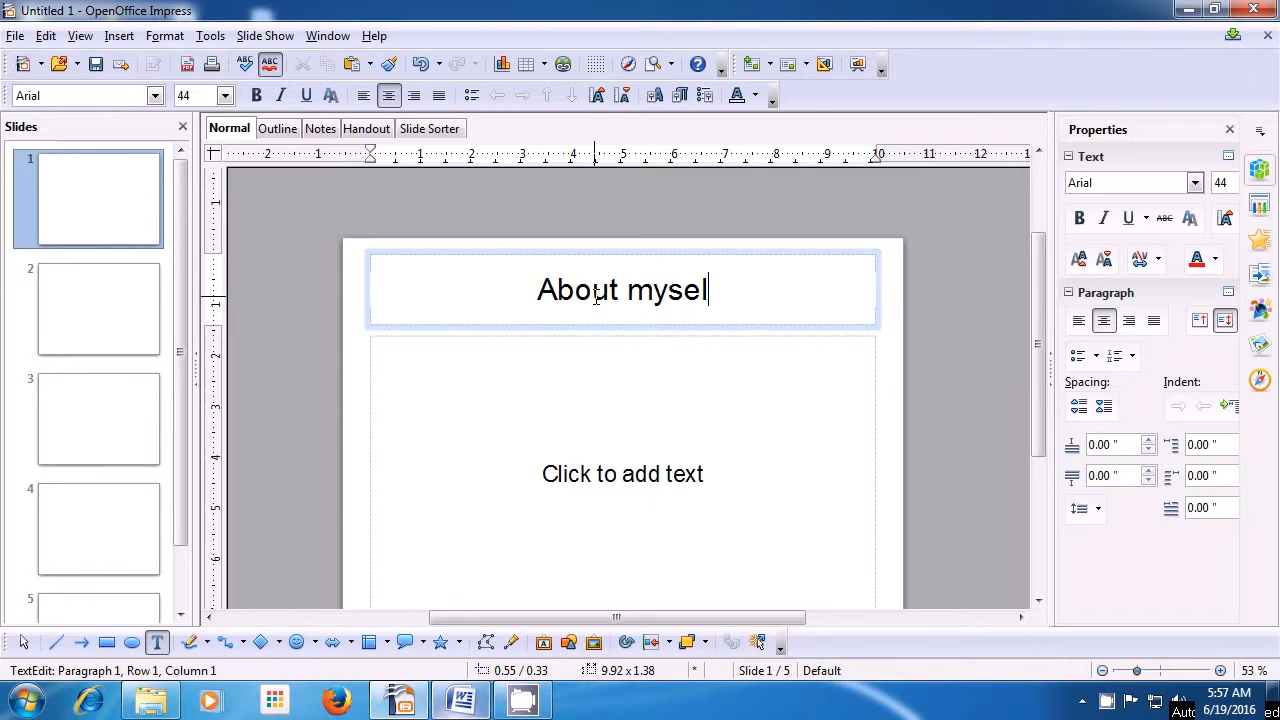 Untitled 1 - OpenOffice Impress
File Edit View Insert Format Tools Slide Show Window Help
Arial 44
Slides
Normal Outline Notes Handout Slide Sorter
Properties
Text
Arial 44
Paragraph
Spacing: Indent:
0.00 " 0.00 "
0.00 " 0.00 "
0.00 "
1
2
3
4
5
About mysel
Click to add text
TextEdit: Paragraph 1, Row 1, Column 1 0.55 / 0.33 9.92 x 1.38 * Slide 1 / 5 Default 53 %
5:57 AM
6/19/2016